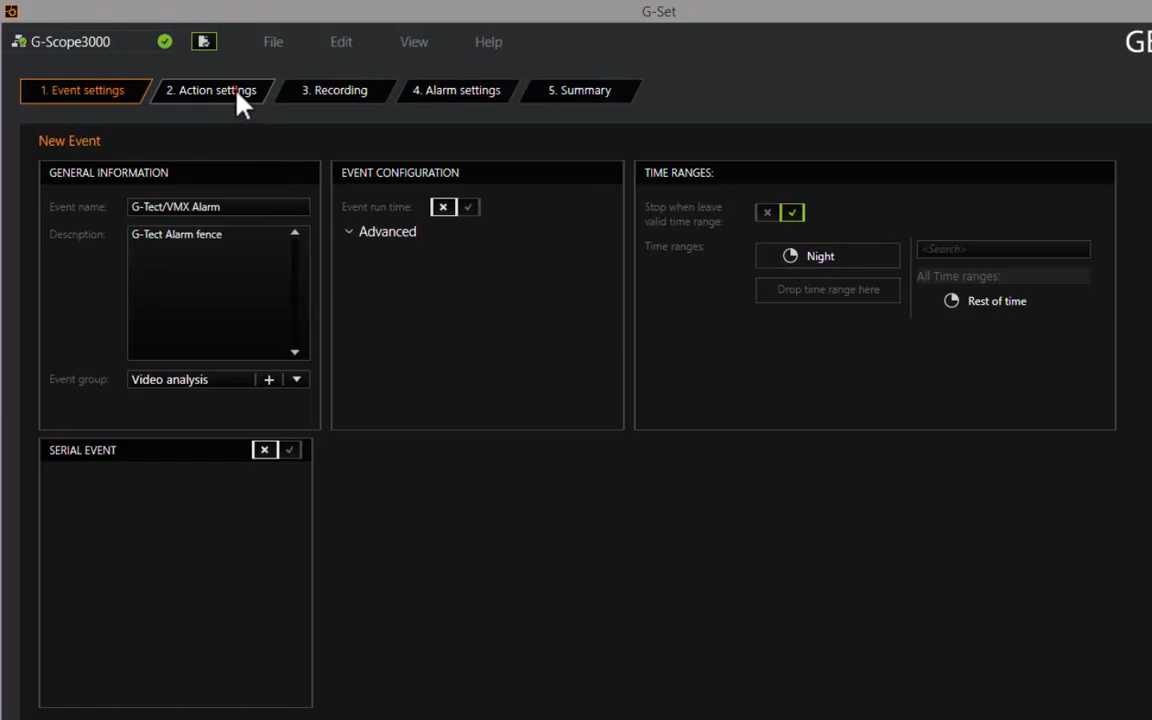 G-Set
G-Scope3000 File Edit View Help GE
1. Event settings 2. Action settings 3. Recording 4. Alarm settings 5. Summary
New Event
GENERAL INFORMATION
Event name: G-Tect/VMX Alarm
Description: G-Tect Alarm fence
Event group: Video analysis
EVENT CONFIGURATION
Event run time:
Advanced
TIME RANGES:
Stop when leave
valid time range:
Time ranges: Night
Drop time range here
<Search>
All Time ranges:
Rest of time
SERIAL EVENT